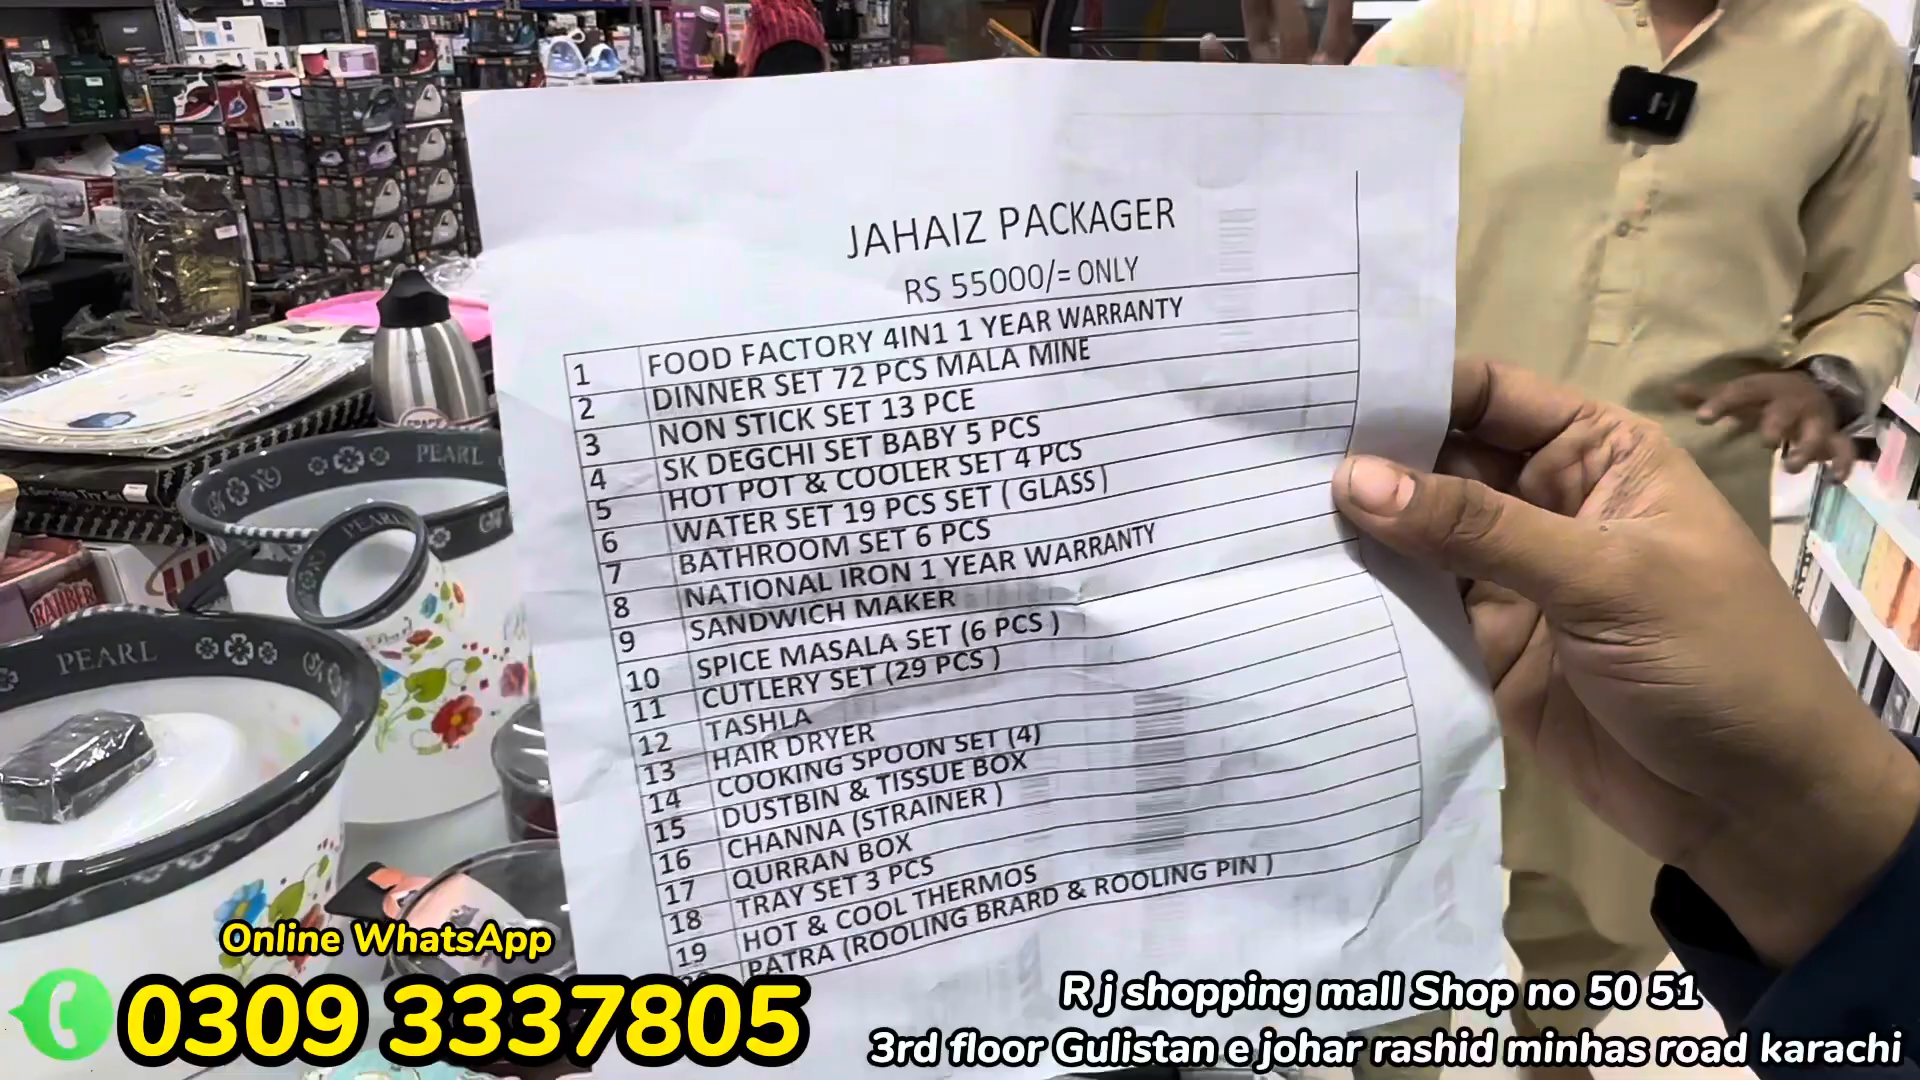 JAHAIZ PACKAGER
RS 55000/= ONLY
1 FOOD FACTORY 4IN1 1 YEAR WARRANTY
2 DINNER SET 72 PCS MALA MINE
3 NON STICK SET 13 PCE
4 SK DEGCHI SET BABY 5 PCS
5 HOT POT & COOLER SET 4 PCS
6 WATER SET 19 PCS SET ( GLASS )
7 BATHROOM SET 6 PCS
8 NATIONAL IRON 1 YEAR WARRANTY
9 SANDWICH MAKER
10 SPICE MASALA SET (6 PCS )
11 CUTLERY SET (29 PCS )
12 TASHLA
13 HAIR DRYER
14 COOKING SPOON SET (4)
15 DUSTBIN & TISSUE BOX
16 CHANNA (STRAINER )
17 QURRAN BOX
18 TRAY SET 3 PCS
19 HOT & COOL THERMOS
PATRA (ROOLING BRARD & ROOLING PIN )
PEARL
PEARL
PEARL
RAHBER
Online WhatsApp
0309 3337805
R j shopping mall Shop no 50 51
3rd floor Gulistan e johar rashid minhas road karachi